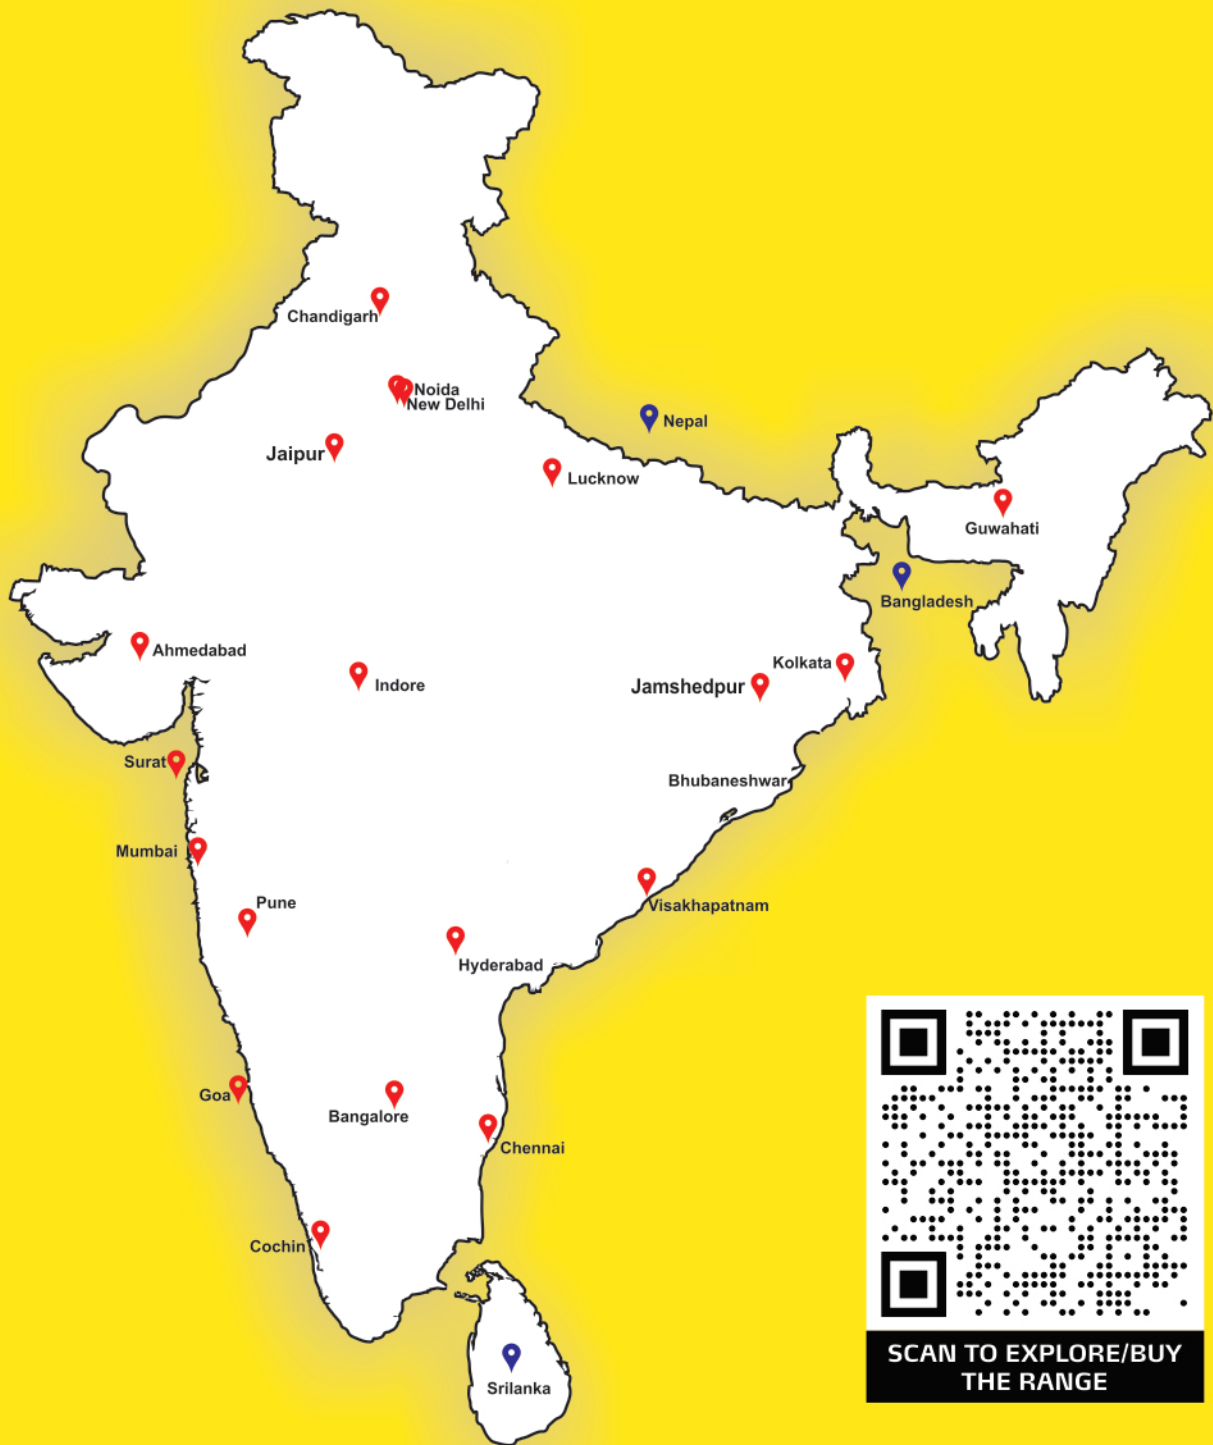 Chandigarh
Noida
New Delhi
Nepal
Jaipur
Lucknow
Guwahati
Bangladesh
Ahmedabad
Kolkata
Indore
Jamshedpur
Surat
Bhubaneshwar
Mumbai
Pune
Visakhapatnam
Hyderabad
Goa
Bangalore
Chennai
Cochin
Srilanka
SCAN TO EXPLORE/BUY
THE RANGE